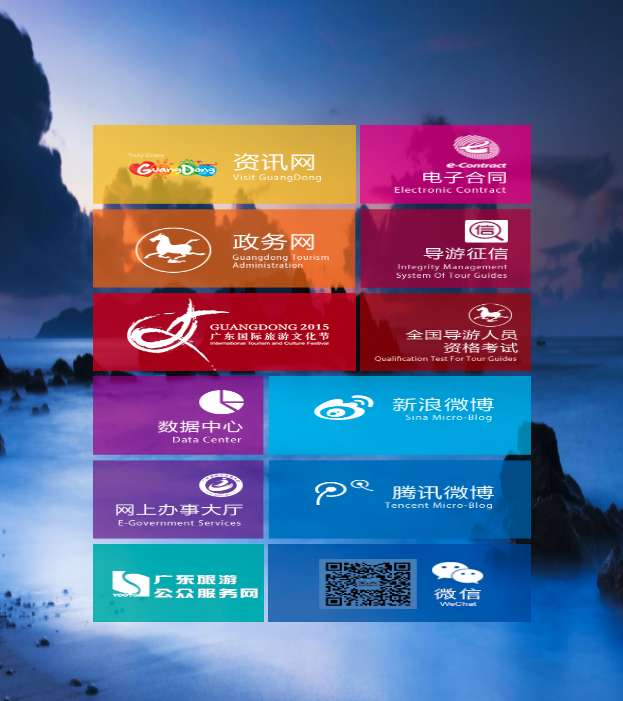 GuangDong
资讯网
Visit GuangDong
e-Contract
电子合同
Electronic Contract
政务网
Guangdong Tourism
Administration
信
导游征信
Integrity Management
System Of Tour Guides
GUANGDONG 2015
广东国际旅游文化节
International Tourism and Culture Festival
全国导游人员
资格考试
Qualification Test For Tour Guides
数据中心
Data Center
新浪微博
Sina Micro-Blog
网上办事大厅
E-Government Services
腾讯微博
Tencent Micro-Blog
广东旅游
公众服务网
微信
WeChat